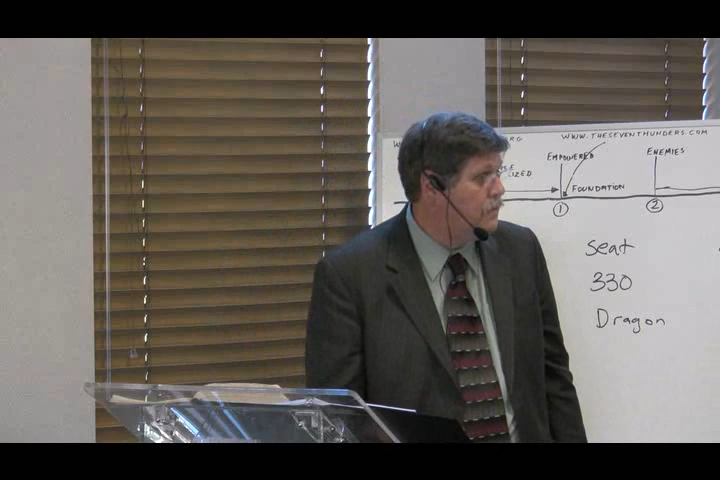 WWW.THESEVENTHUNDERS.COM
EMPOWERED
ENEMIES
FOUNDATION
1
2
Seat
330
Dragon